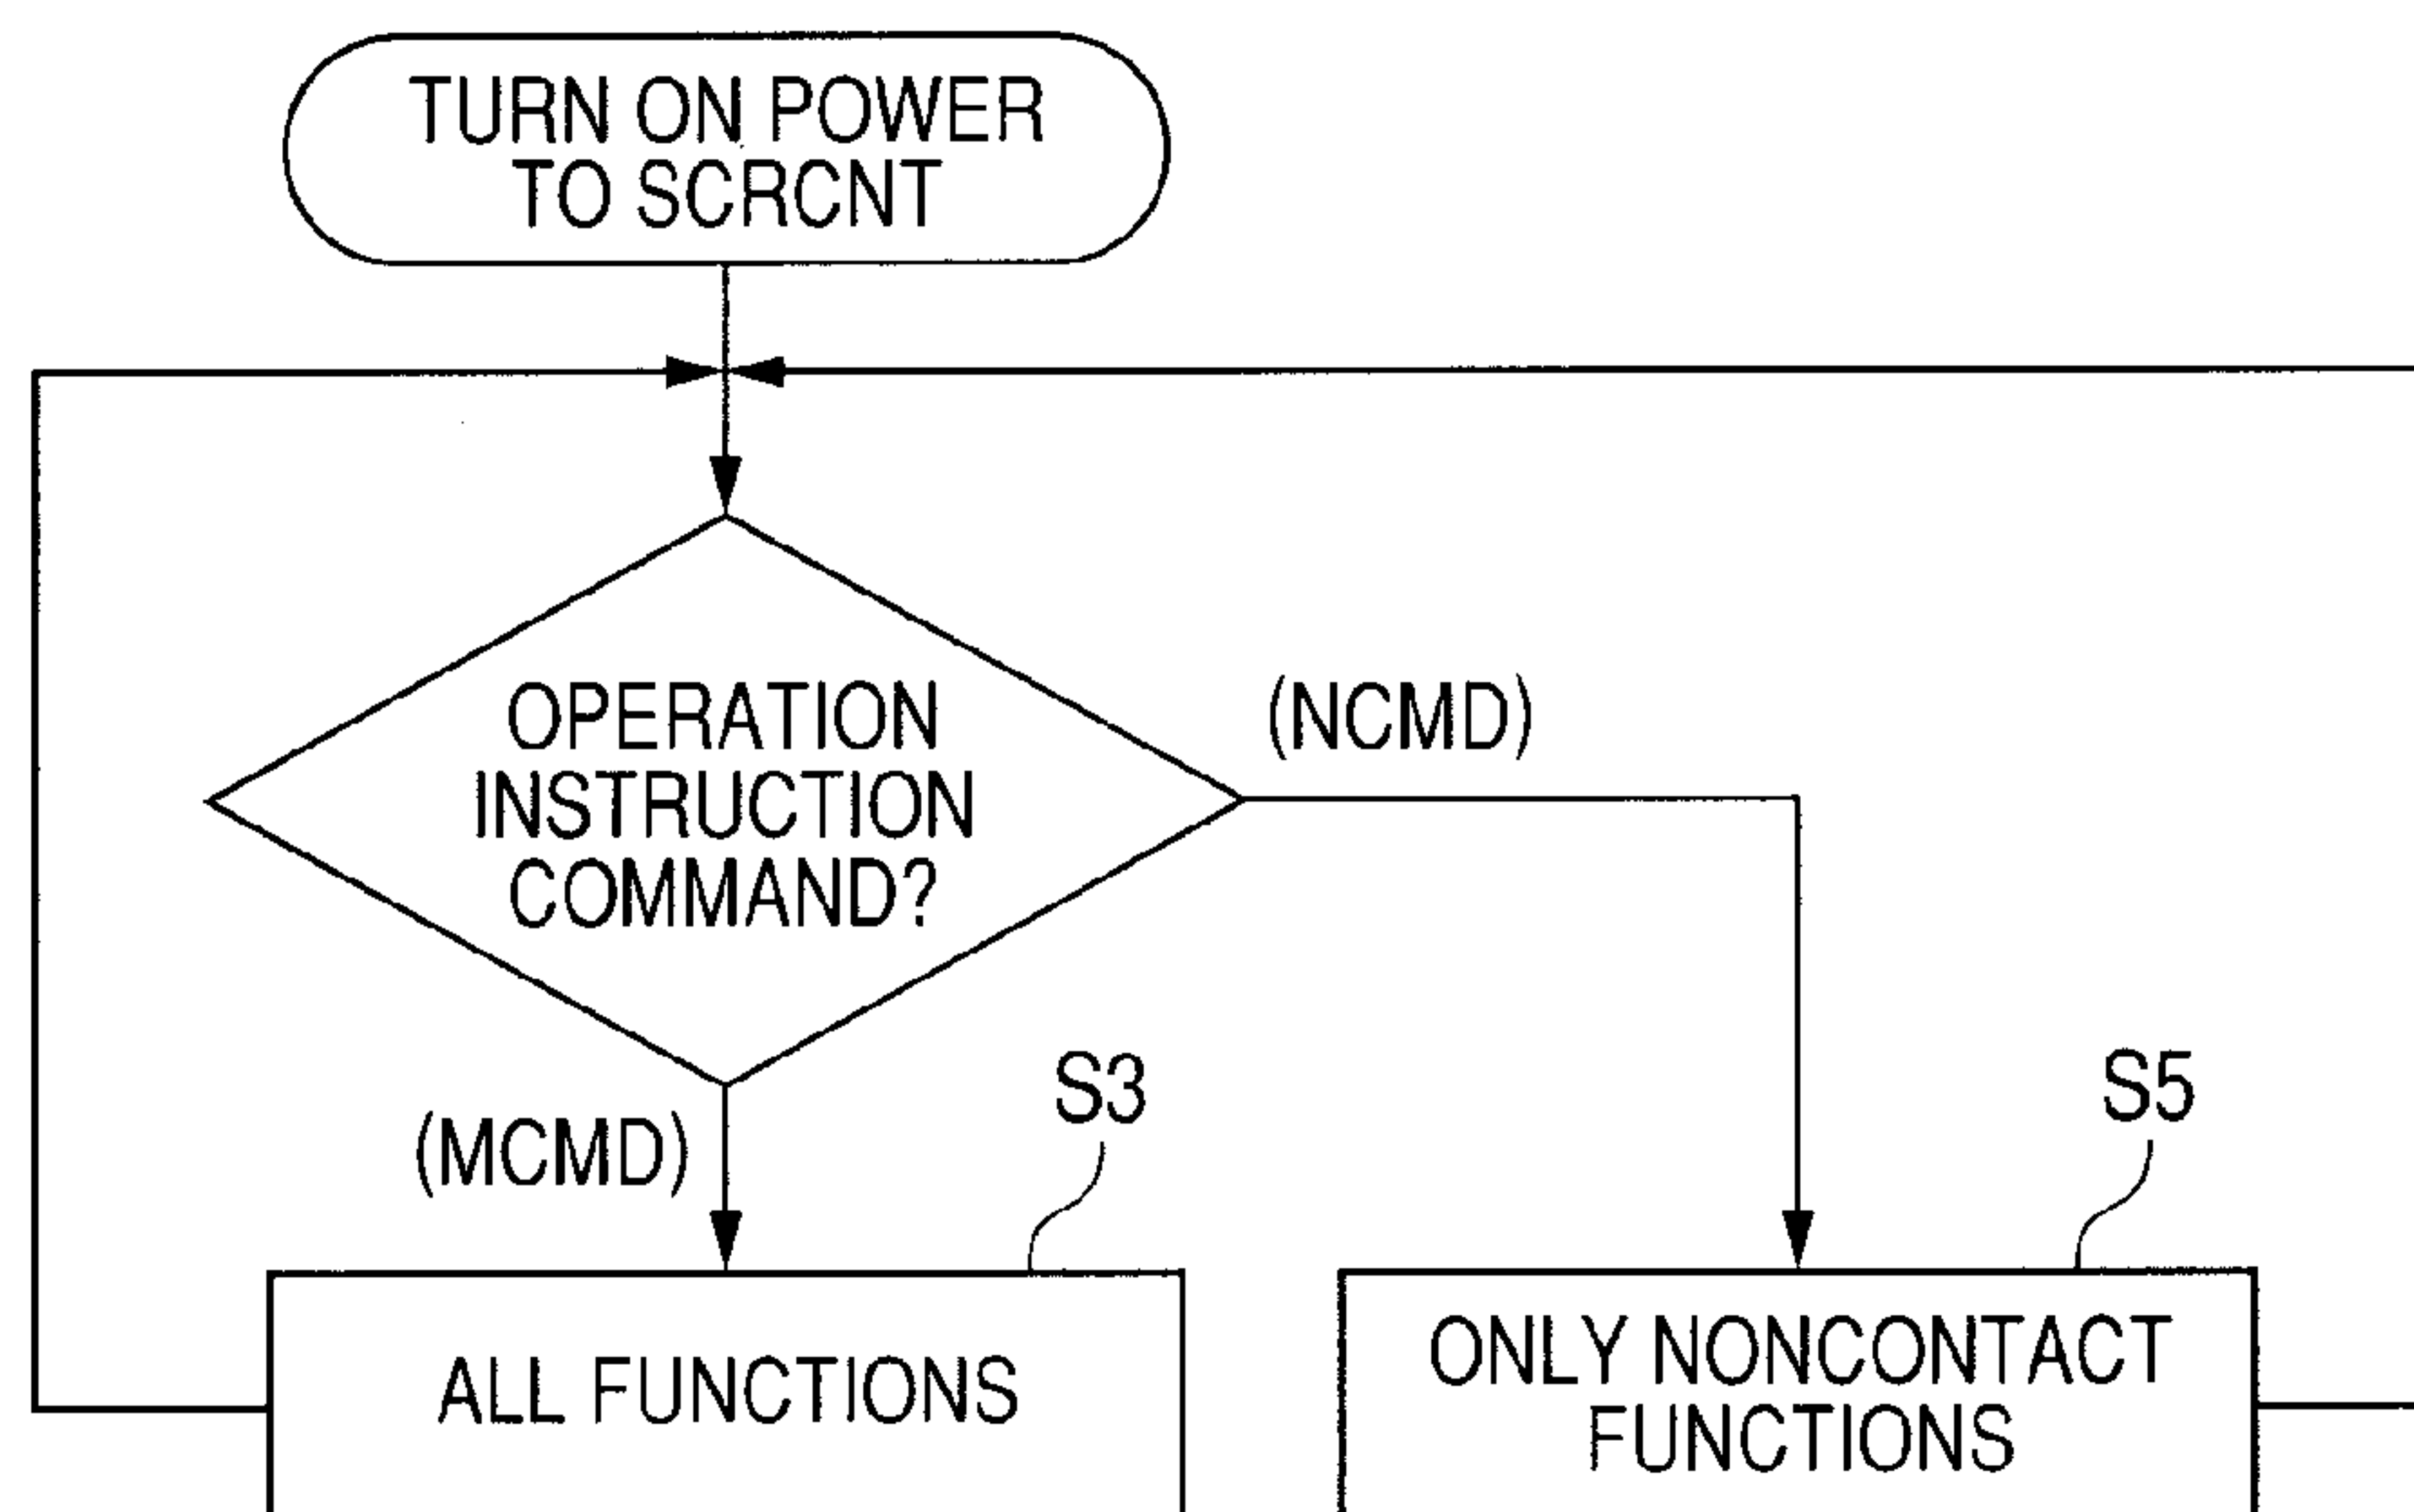 TURN ON POWER
TO SCRCNT
OPERATION
INSTRUCTION
COMMAND?
(NCMD)
(MCMD)
S3
S5
ALL FUNCTIONS
ONLY NONCONTACT
FUNCTIONS